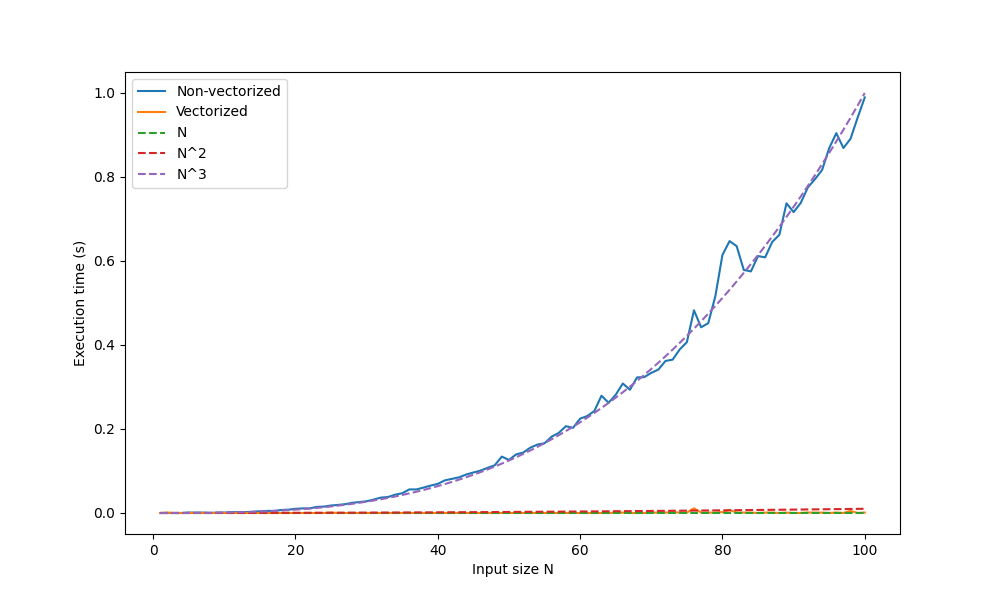 Non-vectorized
Vectorized
N
N^2
N^3
1.0
0.8
0.6
0.4
0.2
0.0
Execution time (s)
0 20 40 60 80 100
Input size N